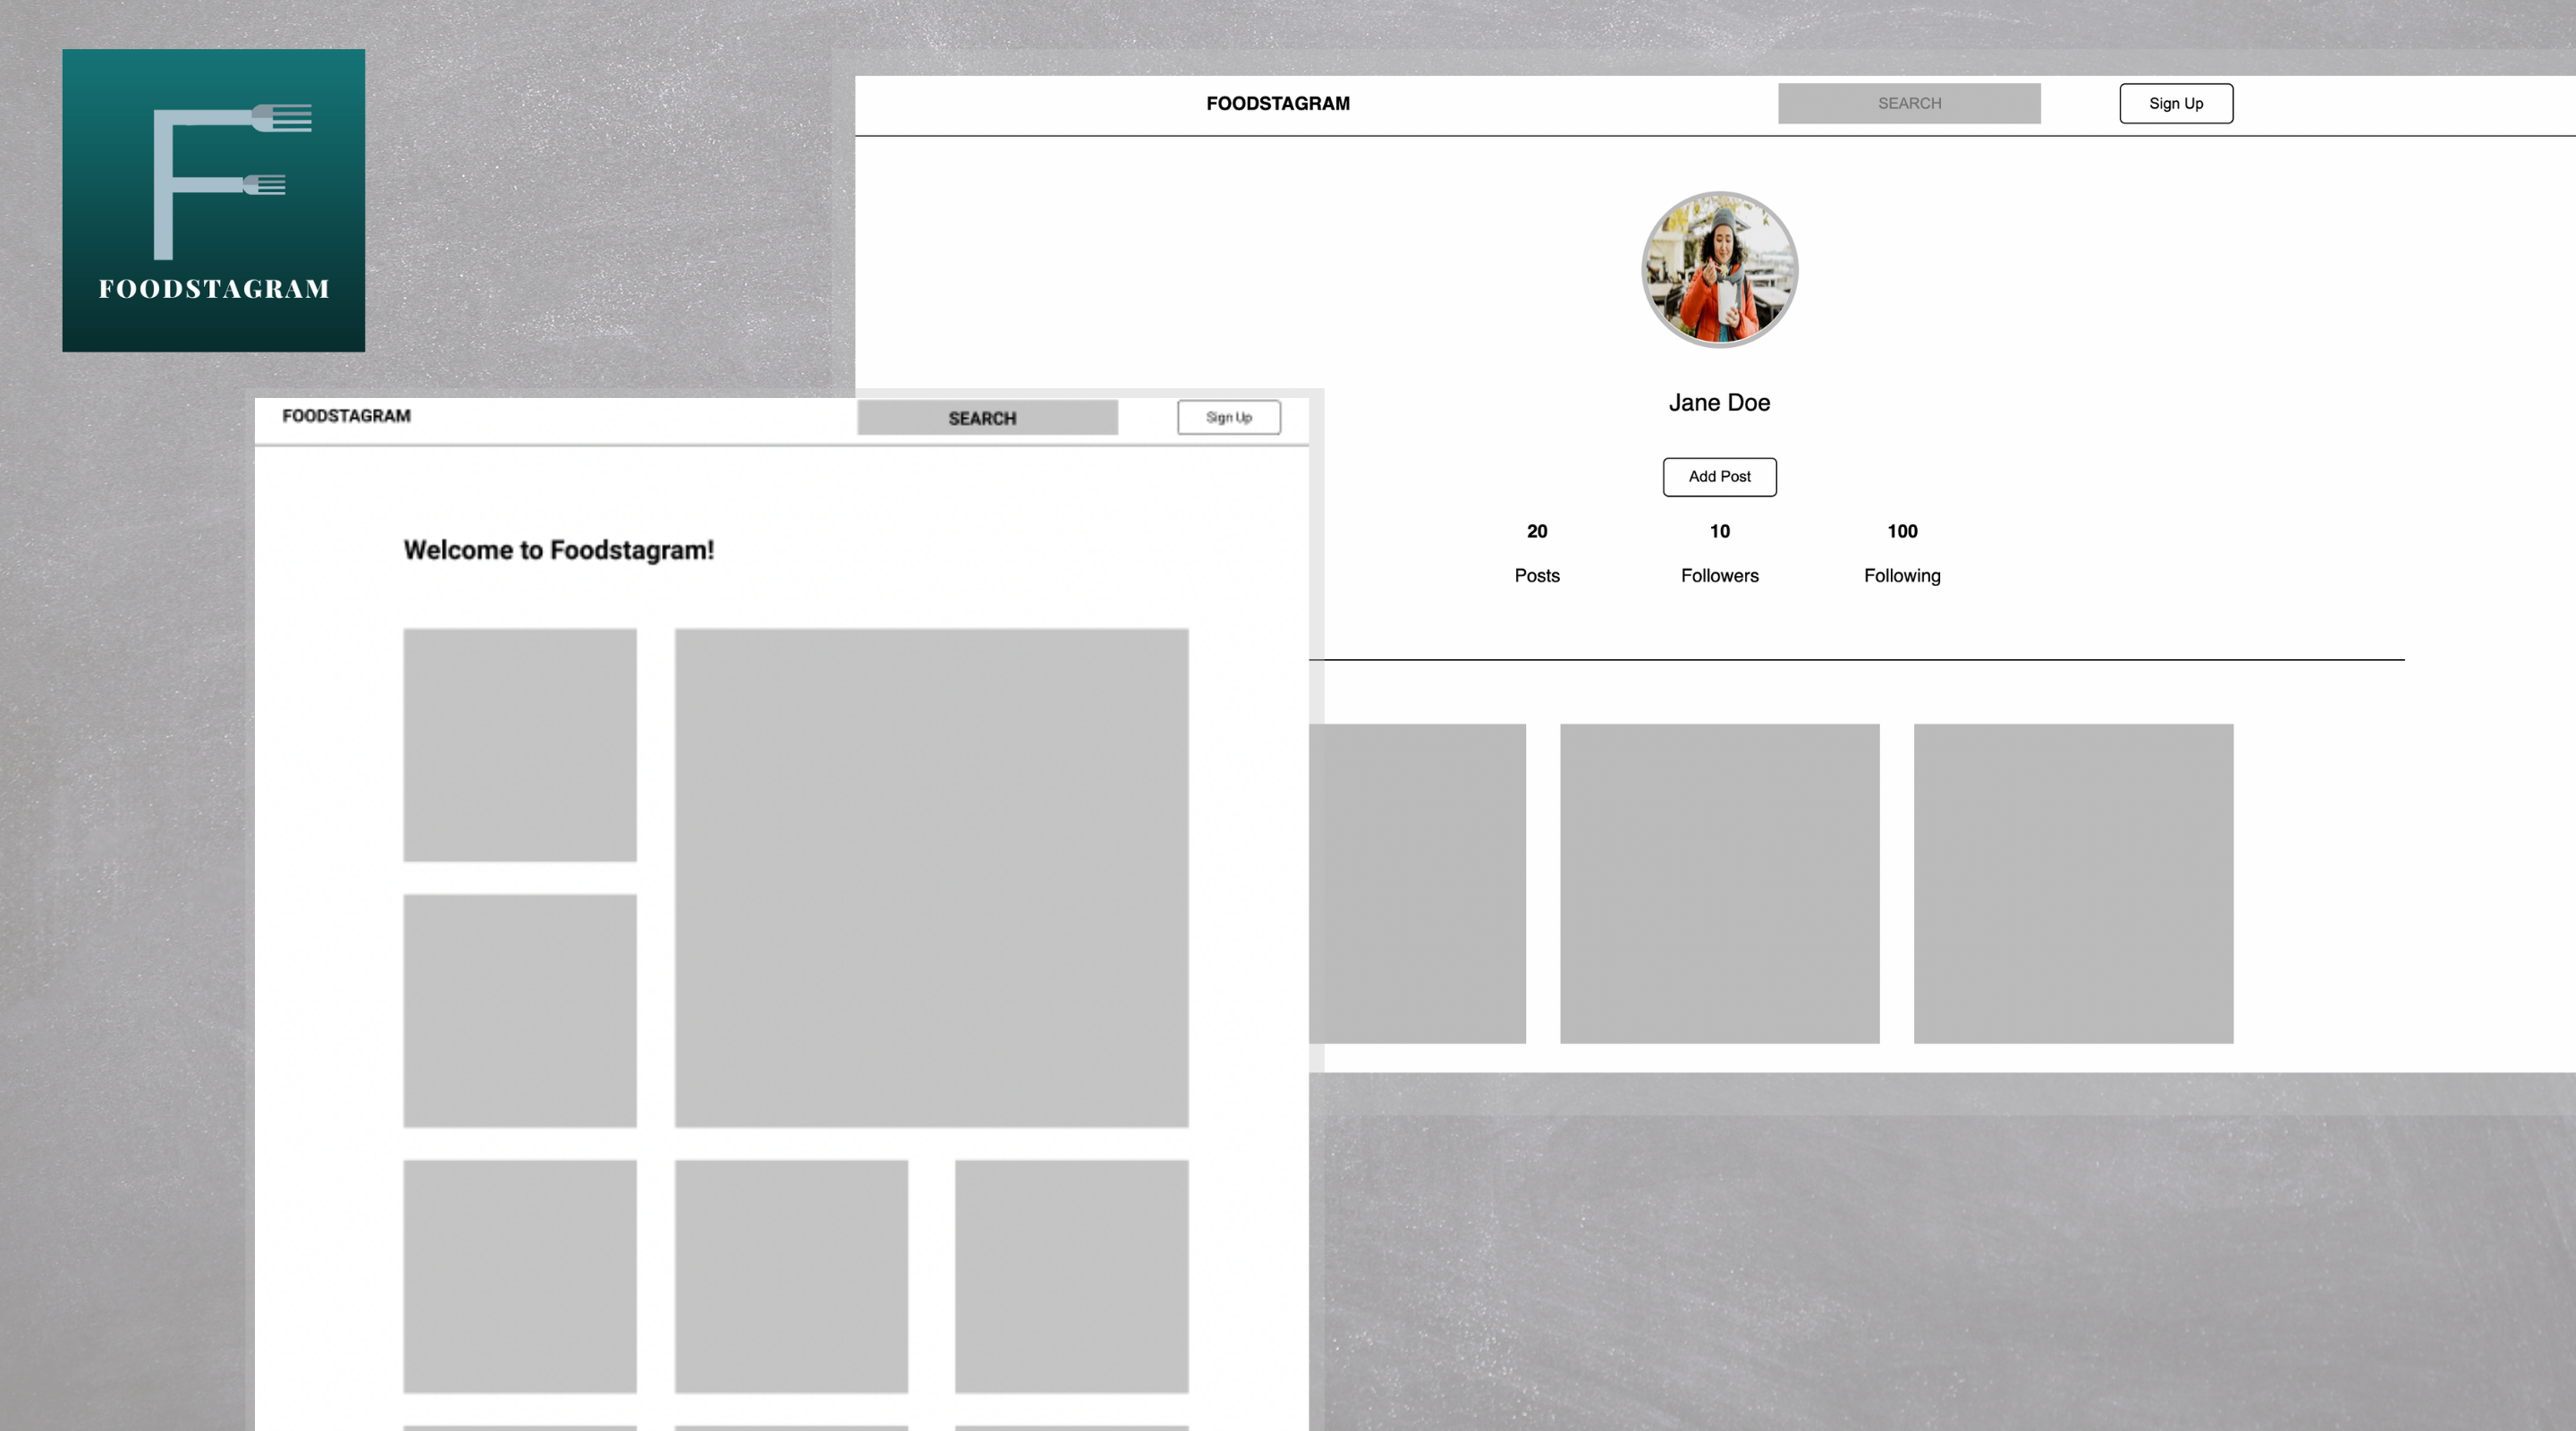 FOODSTAGRAM
FOODSTAGRAM
SEARCH
Sign Up
Jane Doe
Add Post
20
10
100
Posts
Followers
Following
FOODSTAGRAM
SEARCH
Sign Up
Welcome to Foodstagram!